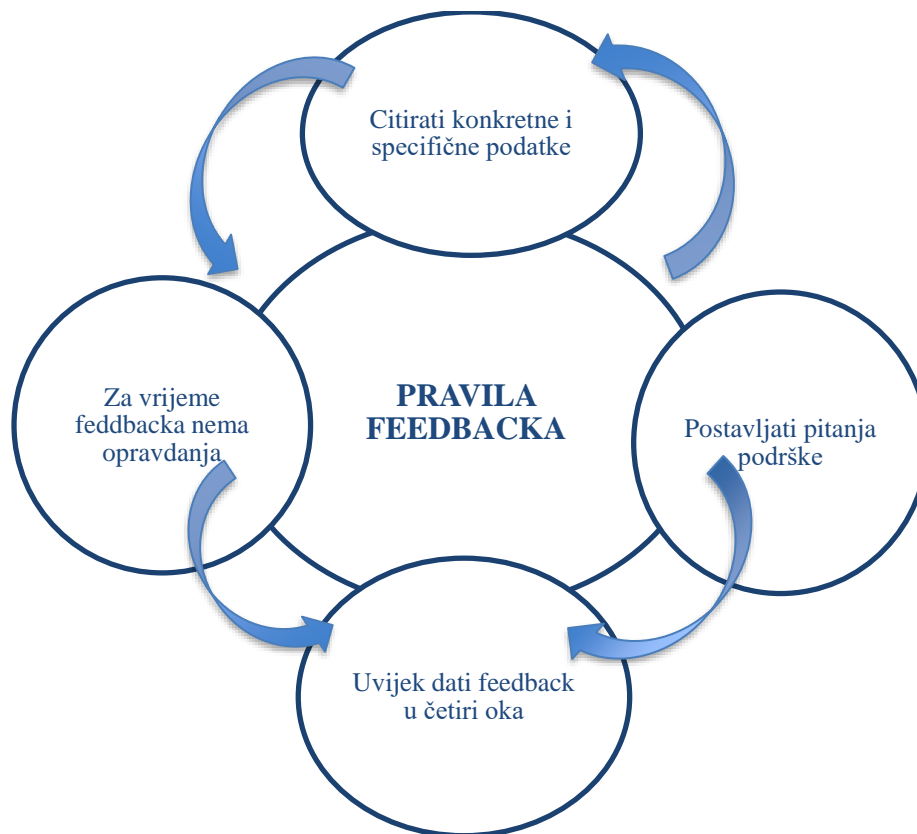 Citirati konkretne i
specifične podatke
Za vrijeme
feddbacka nema
opravdanja
PRAVILA
FEEDBACKA
Postavljati pitanja
podrške
Uvijek dati feedback
u četiri oka